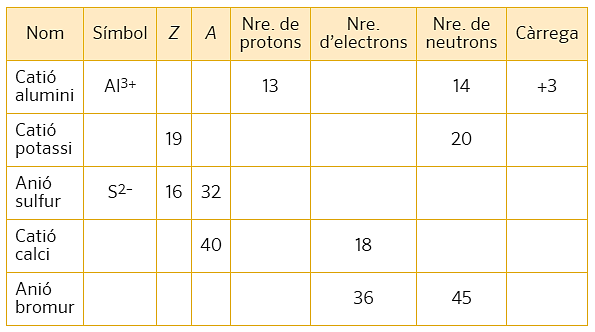 Nom Símbol Z A Nre. de protons Nre. d'electrons Nre. de neutrons Càrrega
Catió alumini Al3+ 13 14 +3
Catió potassi 19 20
Anió sulfur S2– 16 32
Catió calci 40 18
Anió bromur 36 45